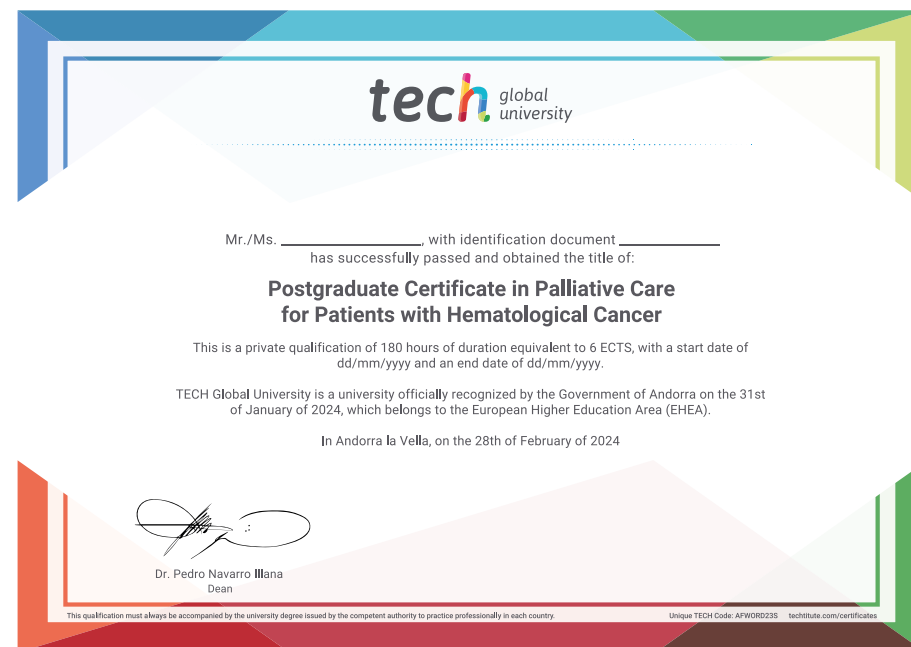 tech global
university
Mr./Ms. ____________, with identification document ____________
has successfully passed and obtained the title of:
Postgraduate Certificate in Palliative Care
for Patients with Hematological Cancer
This is a private qualification of 180 hours of duration equivalent to 6 ECTS, with a start date of
dd/mm/yyyy and an end date of dd/mm/yyyy.
TECH Global University is a university officially recognized by the Government of Andorra on the 31st
of January of 2024, which belongs to the European Higher Education Area (EHEA).
In Andorra la Vella, on the 28th of February of 2024
Dr. Pedro Navarro Illana
Dean
This qualification must always be accompanied by the university degree issued by the competent authority to practice professionally in each country.
Unique TECH Code: AFWORD23S techtitute.com/certificates